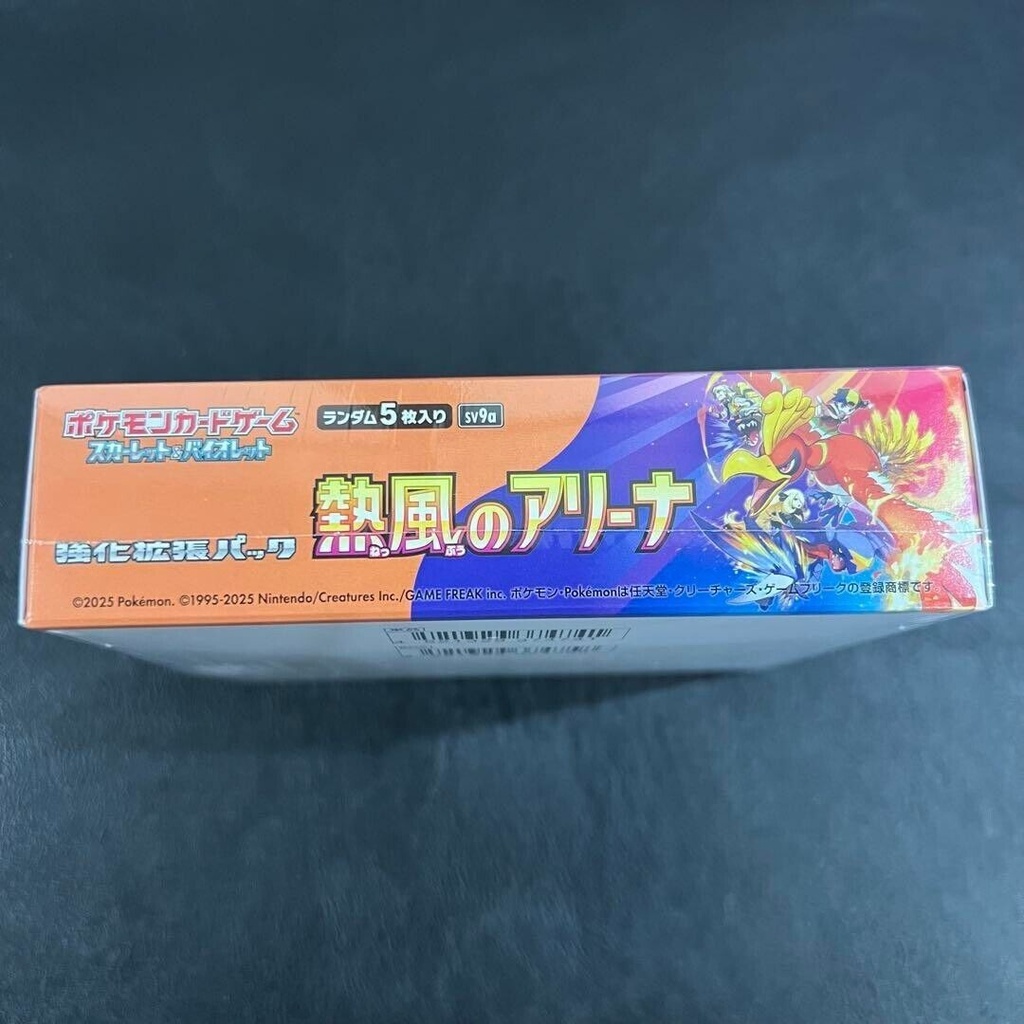 ポケモンカードゲーム
スカーレット&バイオレット
ランダム5枚入り sv9a
強化拡張パック
熱風のアリーナ
ねっ ぷう
©2025 Pokémon. ©1995-2025 Nintendo/Creatures Inc./GAME FREAK inc. ポケモン・Pokémonは任天堂・クリーチャーズ・ゲームフリークの登録商標です。